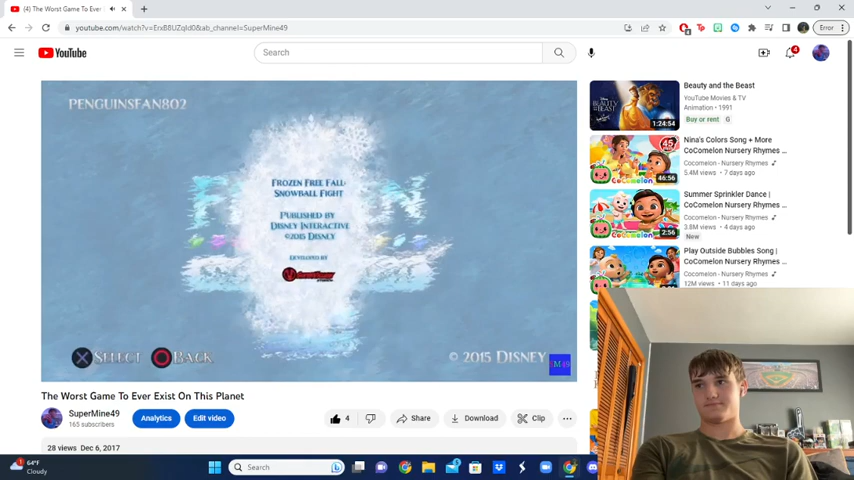 (4) The Worst Game To Ever Exis
youtube.com/watch?v=ErxB8UZqId0&ab_channel=SuperMine49
Error
YouTube
Search
4
PENGUINSFAN802
FROZEN FREE FALL:
SNOWBALL FIGHT
PUBLISHED BY
DISNEY INTERACTIVE
©2015 DISNEY
DEVELOPED BY
SELECT
BACK
© 2015 DISNEY
The Worst Game To Ever Exist On This Planet
SuperMine49
165 subscribers
Analytics
Edit video
4
Share
Download
Clip
28 views Dec 6, 2017
Beauty and the Beast
YouTube Movies & TV
Animation • 1991
Buy or rent G
1:24:54
Nina's Colors Song + More
CoComelon Nursery Rhymes ...
Cocomelon - Nursery Rhymes
5.4M views • 7 days ago
46:56
Summer Sprinkler Dance |
CoComelon Nursery Rhymes ...
Cocomelon - Nursery Rhymes
3.8M views • 4 days ago
New
2:56
Play Outside Bubbles Song |
CoComelon Nursery Rhymes ...
Cocomelon - Nursery Rhymes
12M views • 11 days ago
64°F
Cloudy
Search